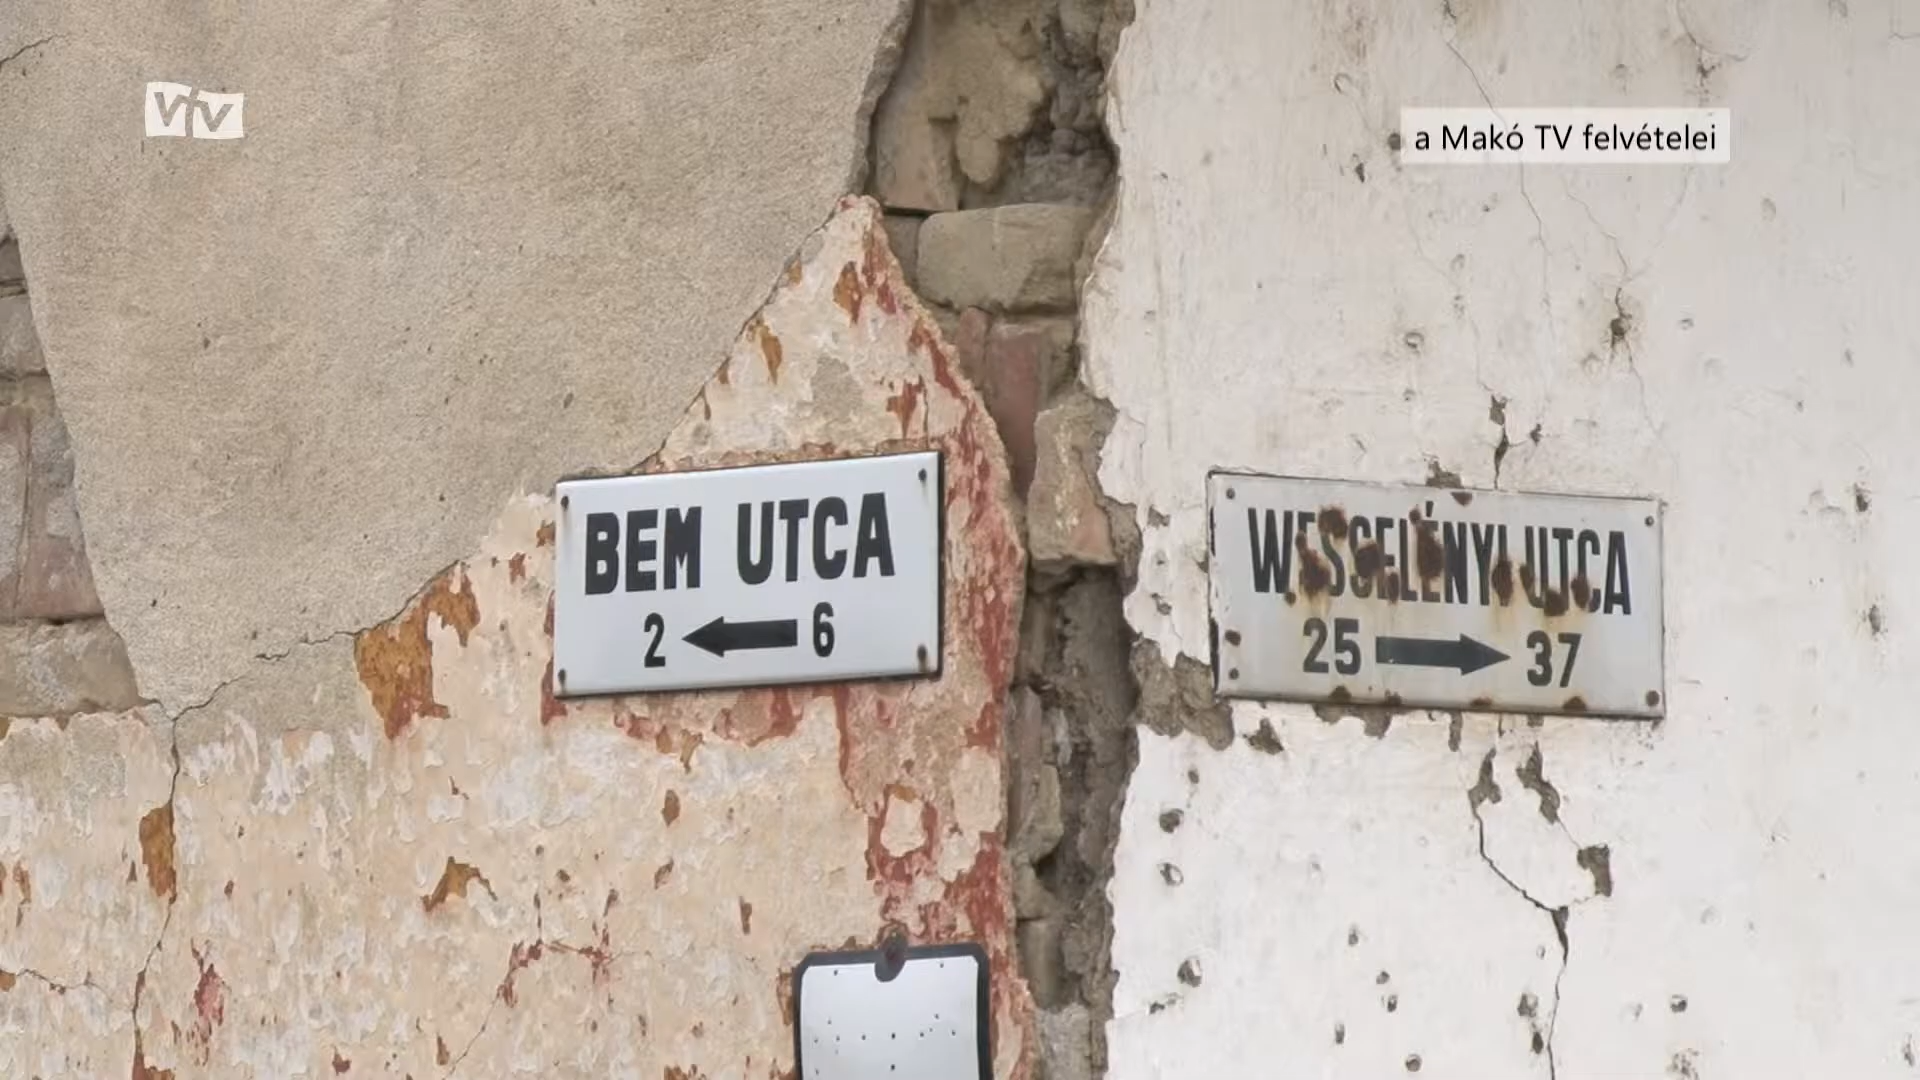 vtv
a Makó TV felvételei
BEM UTCA
2 ← 6
WESSELÉNYI UTCA
25 → 37